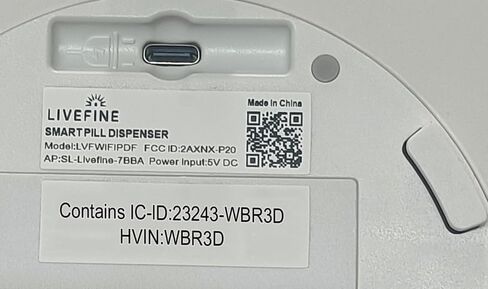 LIVEFINE
Made in China
SMART PILL DISPENSER
Model:LVFWIFIPDF FCC ID:2AXNX-P20
AP:SL-Livefine-7BBA Power Input:5V DC
Contains IC-ID:23243-WBR3D
HVIN:WBR3D